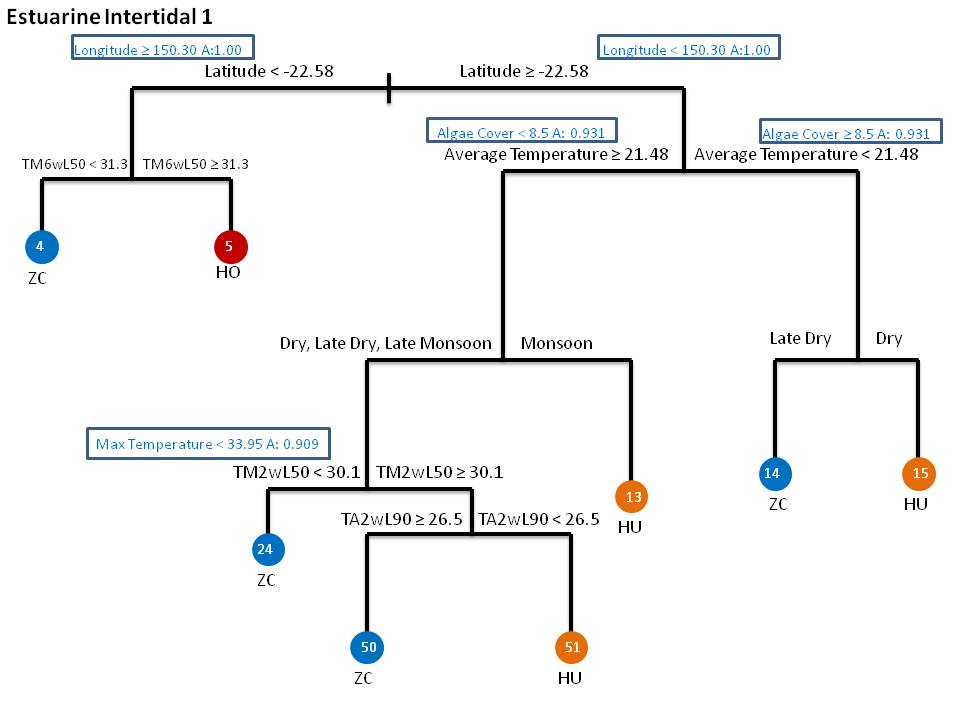 Estuarine Intertidal 1
Longitude ≥ 150.30 A:1.00
Longitude < 150.30 A:1.00
Latitude < -22.58
Latitude ≥ -22.58
Algae Cover < 8.5 A: 0.931
Algae Cover ≥ 8.5 A: 0.931
Average Temperature ≥ 21.48
Average Temperature < 21.48
TM6wL50 < 31.3
TM6wL50 ≥ 31.3
4
ZC
5
HO
Dry, Late Dry, Late Monsoon
Monsoon
Late Dry
Dry
Max Temperature < 33.95 A: 0.909
TM2wL50 < 30.1
TM2wL50 ≥ 30.1
14
ZC
15
HU
13
HU
TA2wL90 ≥ 26.5
TA2wL90 < 26.5
24
ZC
50
ZC
51
HU